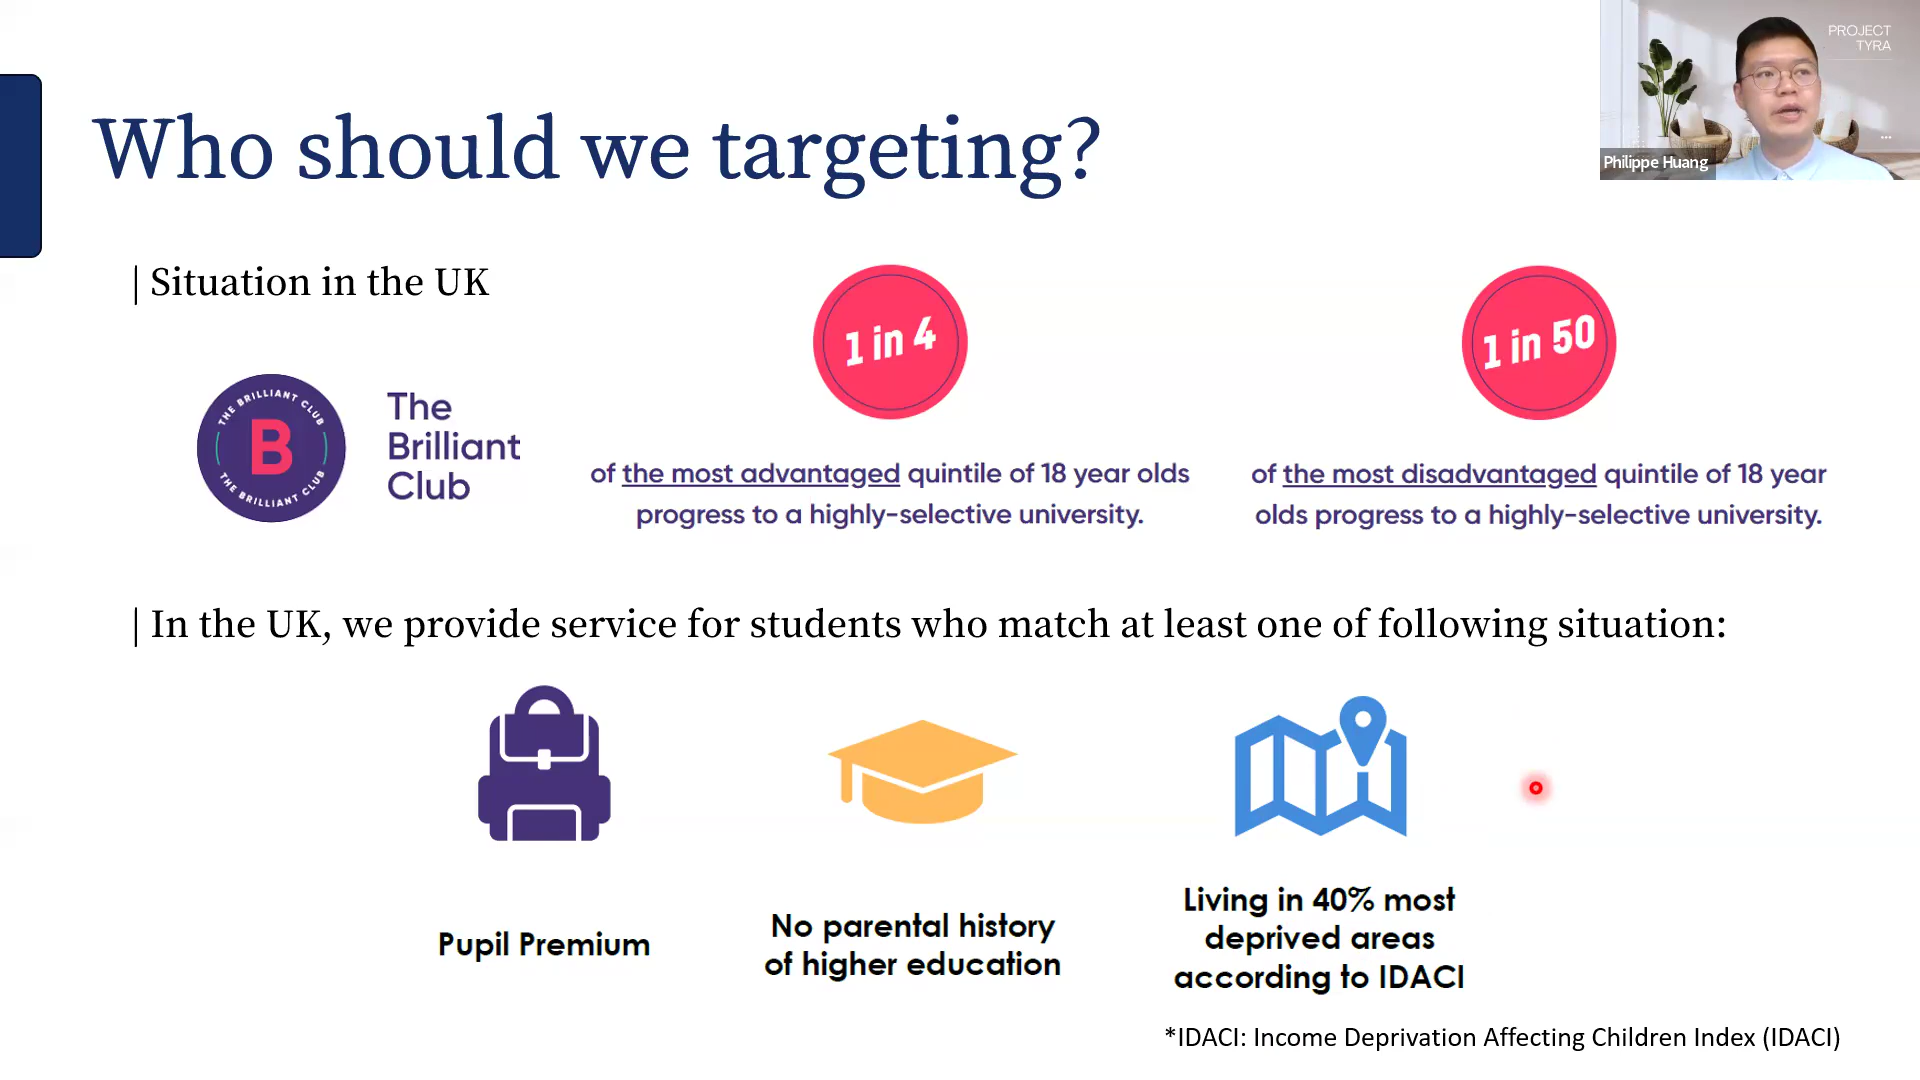 PROJECT
TYRA
Philippe Huang
Who should we targeting?
| Situation in the UK
1 in 4
1 in 50
THE BRILLIANT CLUB
B
THE BRILLIANT CLUB
The
Brilliant
Club
of the most advantaged quintile of 18 year olds
progress to a highly-selective university.
of the most disadvantaged quintile of 18 year
olds progress to a highly-selective university.
| In the UK, we provide service for students who match at least one of following situation:
Pupil Premium
No parental history
of higher education
Living in 40% most
deprived areas
according to IDACI
*IDACI: Income Deprivation Affecting Children Index (IDACI)